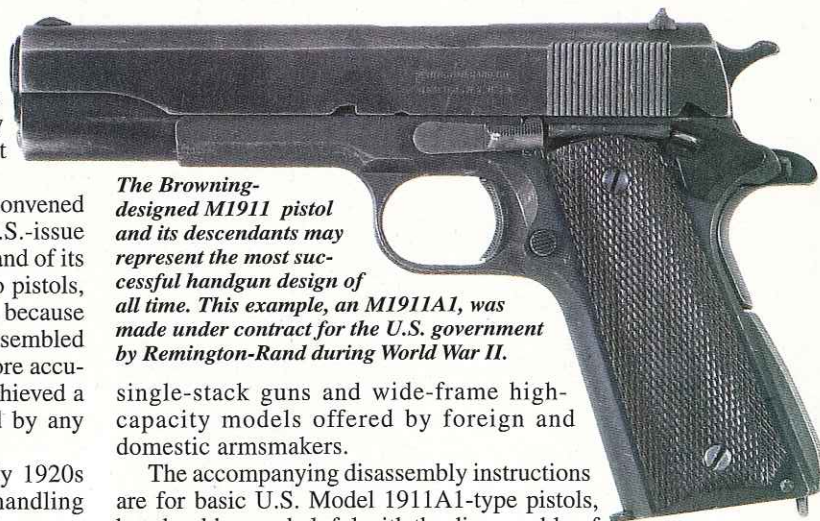 t
onvened
.S.-issue
and of its
o pistols,
because
sembled
ore accu-
chieved a
l by any
y 1920s
handling
The Browning-
designed M1911 pistol
and its descendants may
represent the most suc-
cessful handgun design of
all time. This example, an M1911A1, was
made under contract for the U.S. government
by Remington-Rand during World War II.
single-stack guns and wide-frame high-
capacity models offered by foreign and
domestic armsmakers.
The accompanying disassembly instructions
are for basic U.S. Model 1911A1-type pistols,